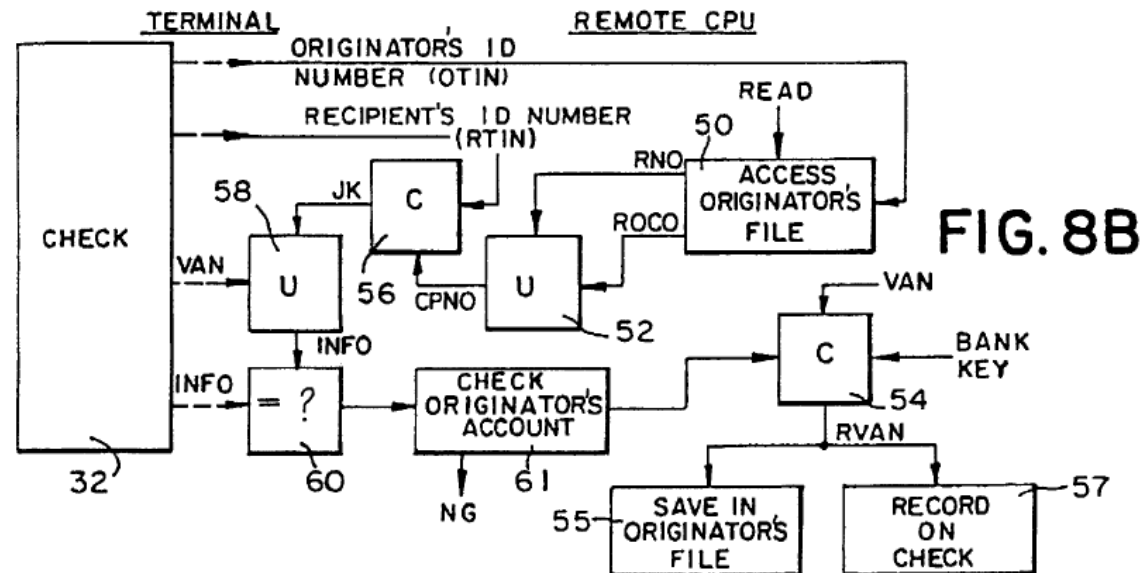 TERMINAL
REMOTE CPU
ORIGINATOR'S ID
NUMBER (OTIN)
RECIPIENT'S ID NUMBER
(RTIN)
READ
50
RNO
ACCESS
ORIGINATOR'S
FILE
ROCO
FIG. 8B
58
JK
C
56
CHECK
VAN
U
CPNO
U
52
VAN
C
BANK
KEY
54
INFO
INFO
= ?
60
CHECK
ORIGINATOR'S
ACCOUNT
61
NG
RVAN
32
55
SAVE IN
ORIGINATOR'S
FILE
RECORD
ON
CHECK
57